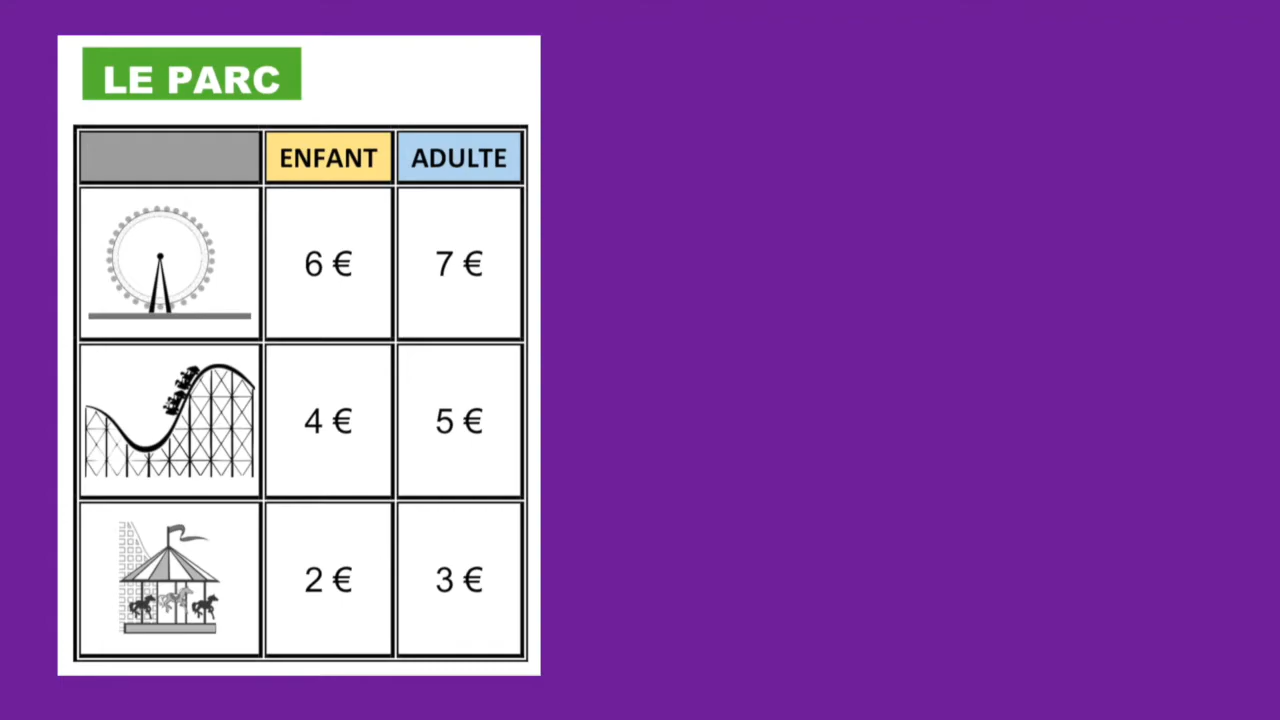 LE PARC
ENFANT ADULTE
6 € 7 €
4 € 5 €
2 € 3 €